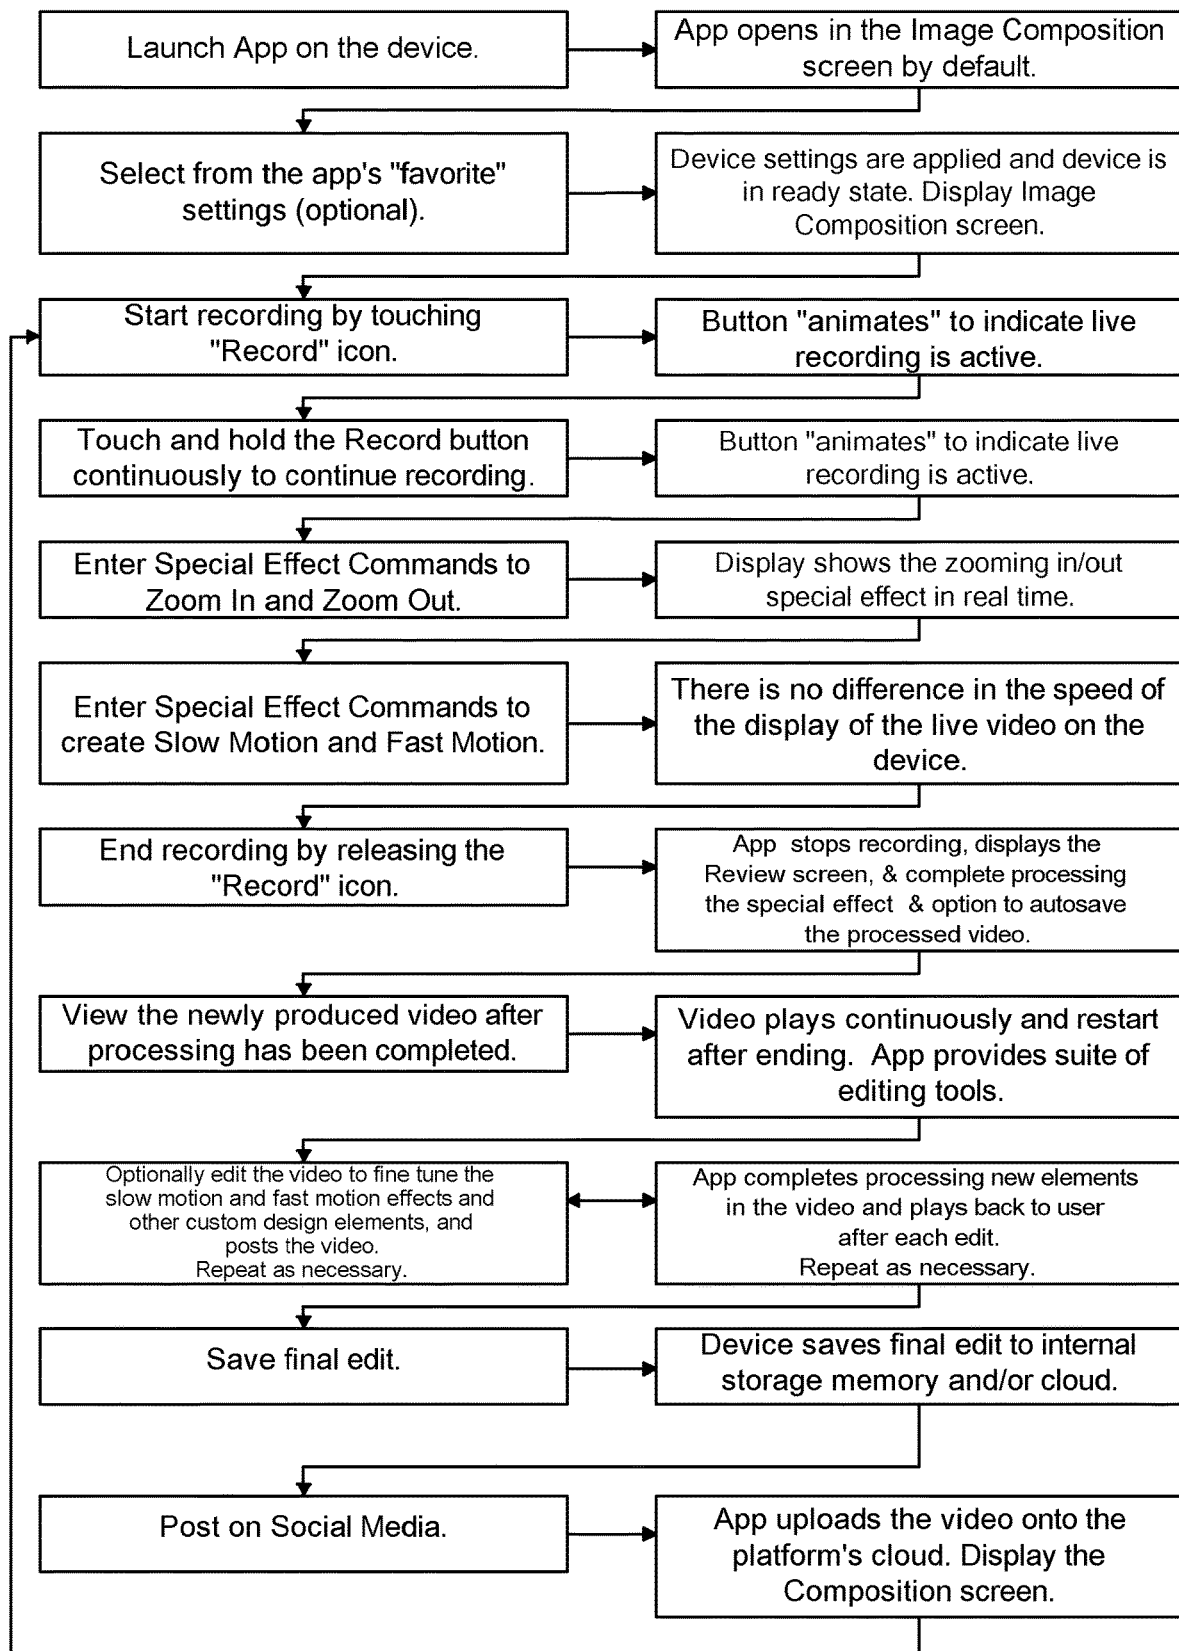 Launch App on the device.
App opens in the Image Composition
screen by default.
Select from the app's "favorite"
settings (optional).
Device settings are applied and device is
in ready state. Display Image
Composition screen.
Start recording by touching
"Record" icon.
Button "animates" to indicate live
recording is active.
Touch and hold the Record button
continuously to continue recording.
Button "animates" to indicate live
recording is active.
Enter Special Effect Commands to
Zoom In and Zoom Out.
Display shows the zooming in/out
special effect in real time.
Enter Special Effect Commands to
create Slow Motion and Fast Motion.
There is no difference in the speed of
the display of the live video on the
device.
End recording by releasing the
"Record" icon.
App stops recording, displays the
Review screen, & complete processing
the special effect & option to autosave
the processed video.
View the newly produced video after
processing has been completed.
Video plays continuously and restart
after ending. App provides suite of
editing tools.
Optionally edit the video to fine tune the
slow motion and fast motion effects and
other custom design elements, and
posts the video.
Repeat as necessary.
App completes processing new elements
in the video and plays back to user
after each edit.
Repeat as necessary.
Save final edit.
Device saves final edit to internal
storage memory and/or cloud.
Post on Social Media.
App uploads the video onto the
platform's cloud. Display the
Composition screen.